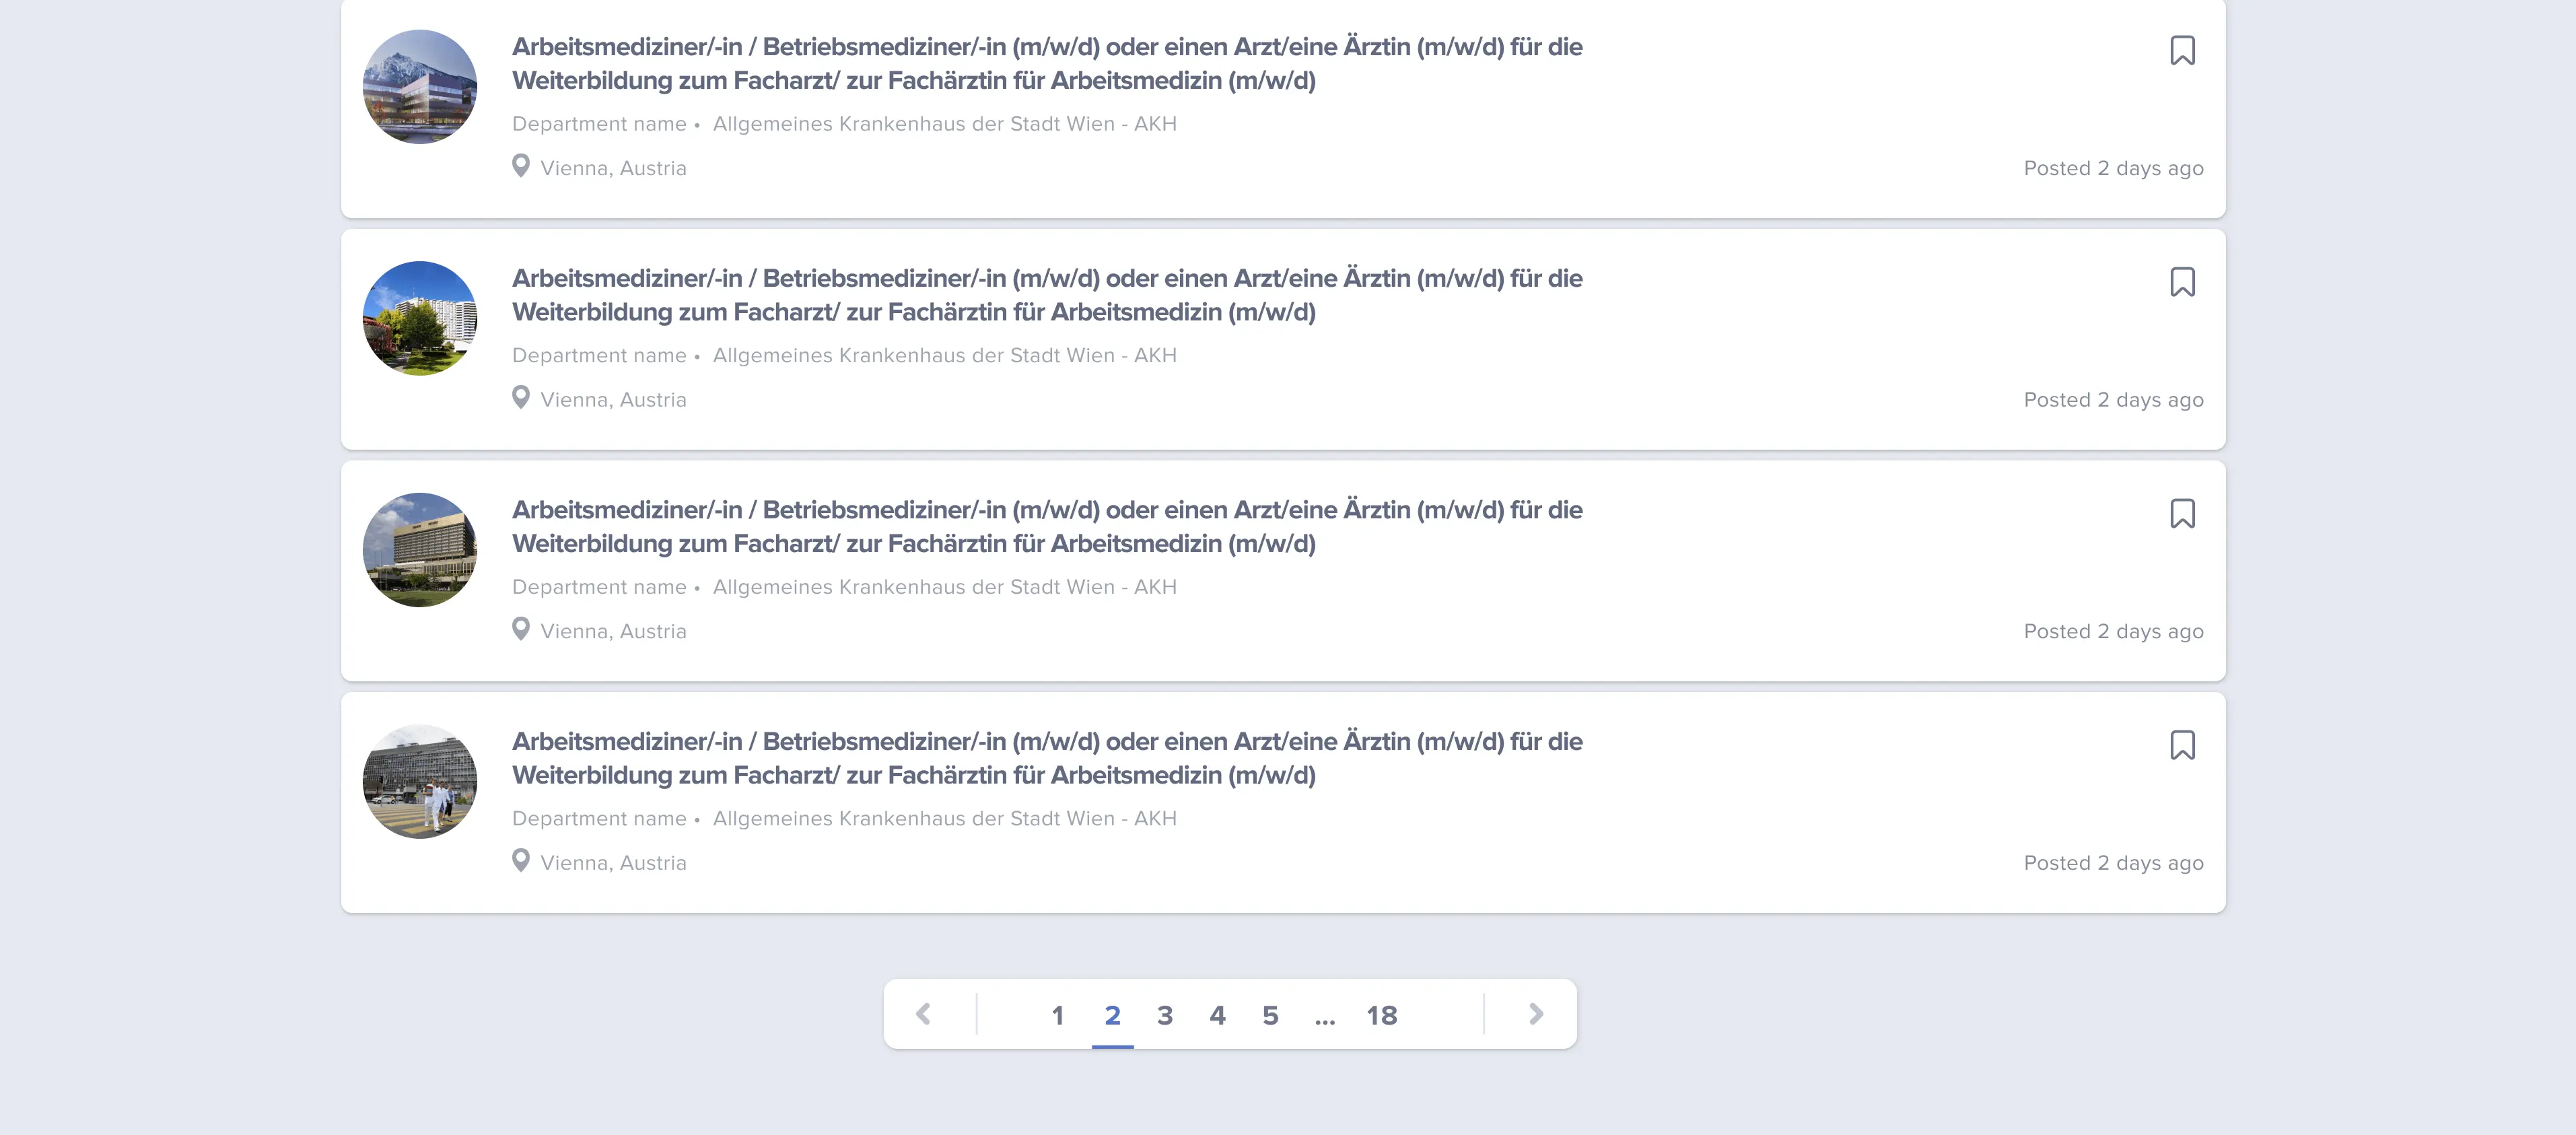 Arbeitsmediziner/-in / Betriebsmediziner/-in (m/w/d) oder einen Arzt/eine Ärztin (m/w/d) für die
Weiterbildung zum Facharzt/ zur Fachärztin für Arbeitsmedizin (m/w/d)
Department name • Allgemeines Krankenhaus der Stadt Wien - AKH
Vienna, Austria
Posted 2 days ago
Arbeitsmediziner/-in / Betriebsmediziner/-in (m/w/d) oder einen Arzt/eine Ärztin (m/w/d) für die
Weiterbildung zum Facharzt/ zur Fachärztin für Arbeitsmedizin (m/w/d)
Department name • Allgemeines Krankenhaus der Stadt Wien - AKH
Vienna, Austria
Posted 2 days ago
Arbeitsmediziner/-in / Betriebsmediziner/-in (m/w/d) oder einen Arzt/eine Ärztin (m/w/d) für die
Weiterbildung zum Facharzt/ zur Fachärztin für Arbeitsmedizin (m/w/d)
Department name • Allgemeines Krankenhaus der Stadt Wien - AKH
Vienna, Austria
Posted 2 days ago
Arbeitsmediziner/-in / Betriebsmediziner/-in (m/w/d) oder einen Arzt/eine Ärztin (m/w/d) für die
Weiterbildung zum Facharzt/ zur Fachärztin für Arbeitsmedizin (m/w/d)
Department name • Allgemeines Krankenhaus der Stadt Wien - AKH
Vienna, Austria
Posted 2 days ago
1 2 3 4 5 ... 18